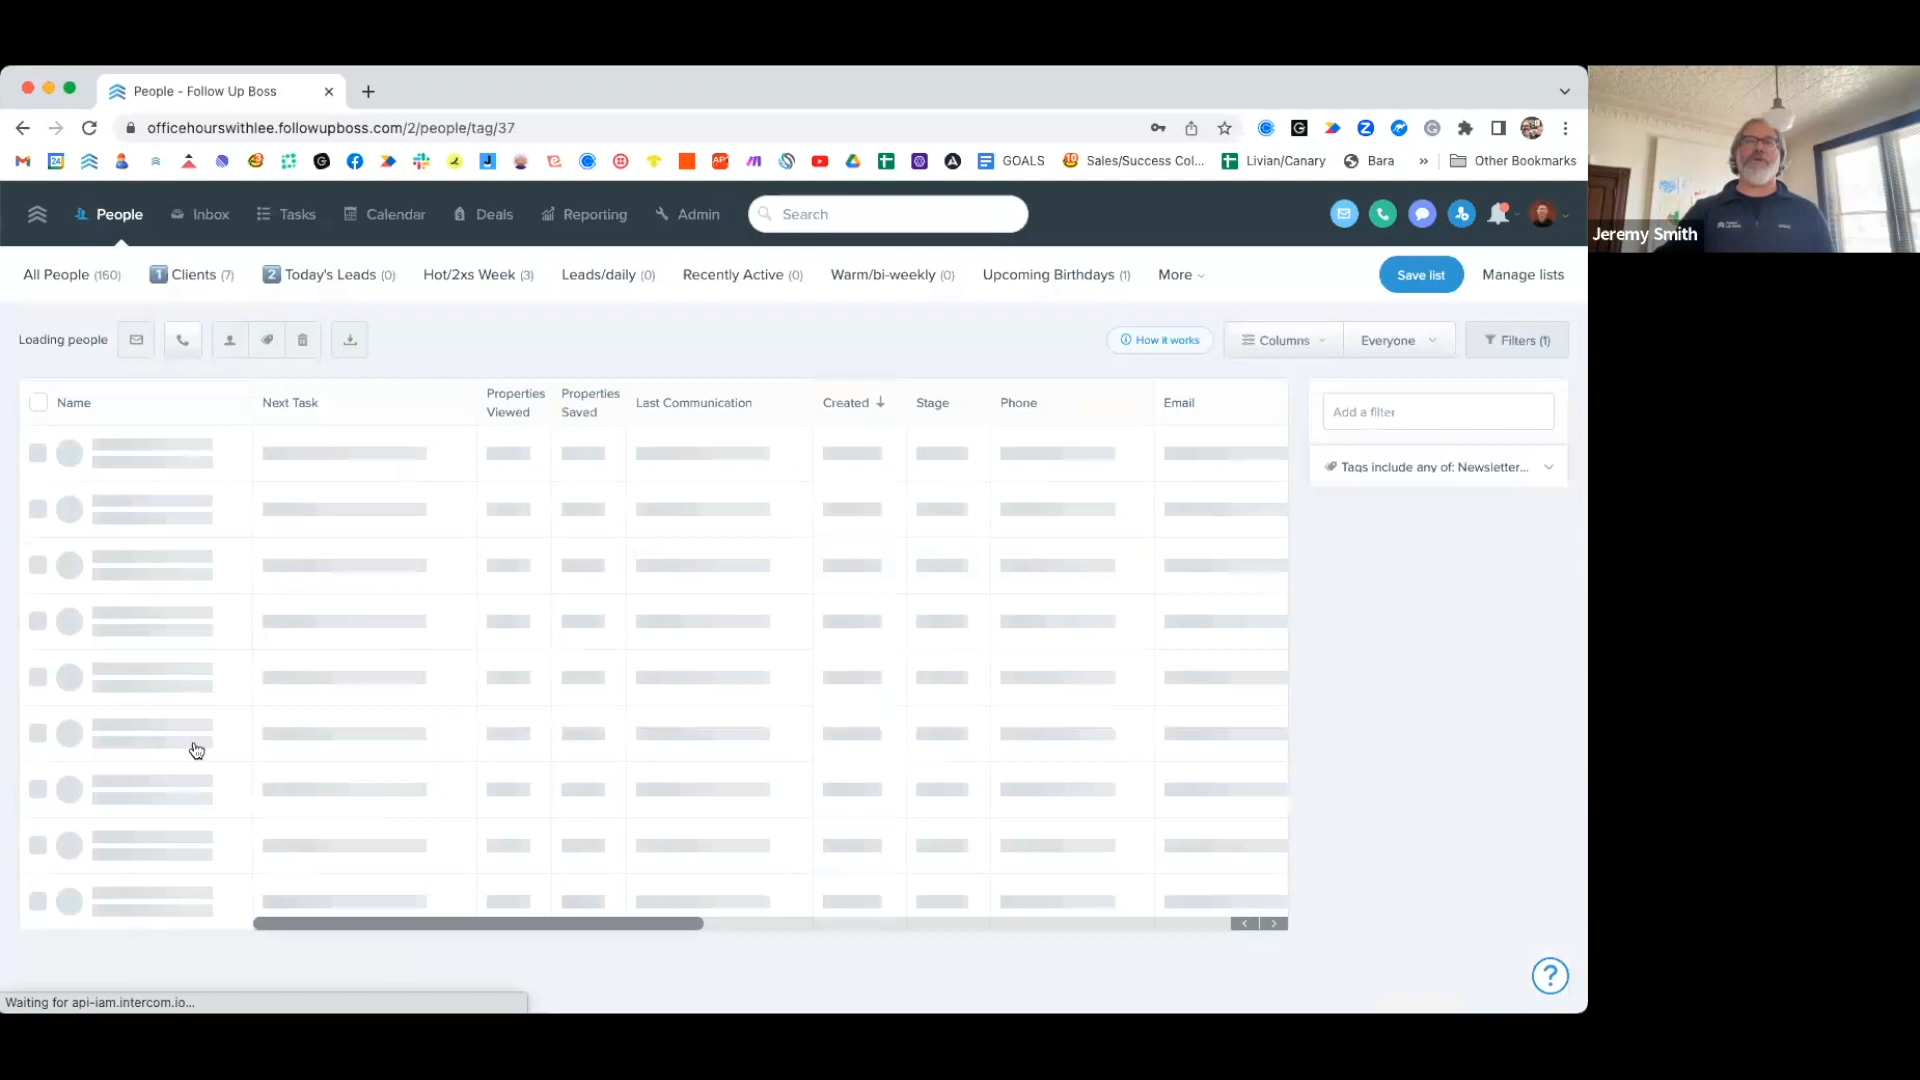 People - Follow Up Boss
officehourswithlee.followupboss.com/2/people/tag/37
24
GOALS
Sales/Success Col...
Livian/Canary
Bara
Other Bookmarks
People
Inbox
Tasks
Calendar
Deals
Reporting
Admin
Search
Jeremy Smith
All People (160)
1 Clients (7)
2 Today's Leads (0)
Hot/2xs Week (3)
Leads/daily (0)
Recently Active (0)
Warm/bi-weekly (0)
Upcoming Birthdays (1)
More
Save list
Manage lists
Loading people
How it works
Columns
Everyone
Filters (1)
Name
Next Task
Properties Viewed
Properties Saved
Last Communication
Created
Stage
Phone
Email
Add a filter
Tags include any of: Newsletter...
?
Waiting for api-iam.intercom.io...